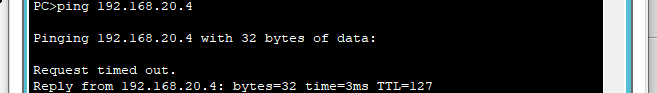 PC>ping 192.168.20.4
Pinging 192.168.20.4 with 32 bytes of data:
Request timed out.
Reply from 192.168.20.4: bytes=32 time=3ms TTL=127